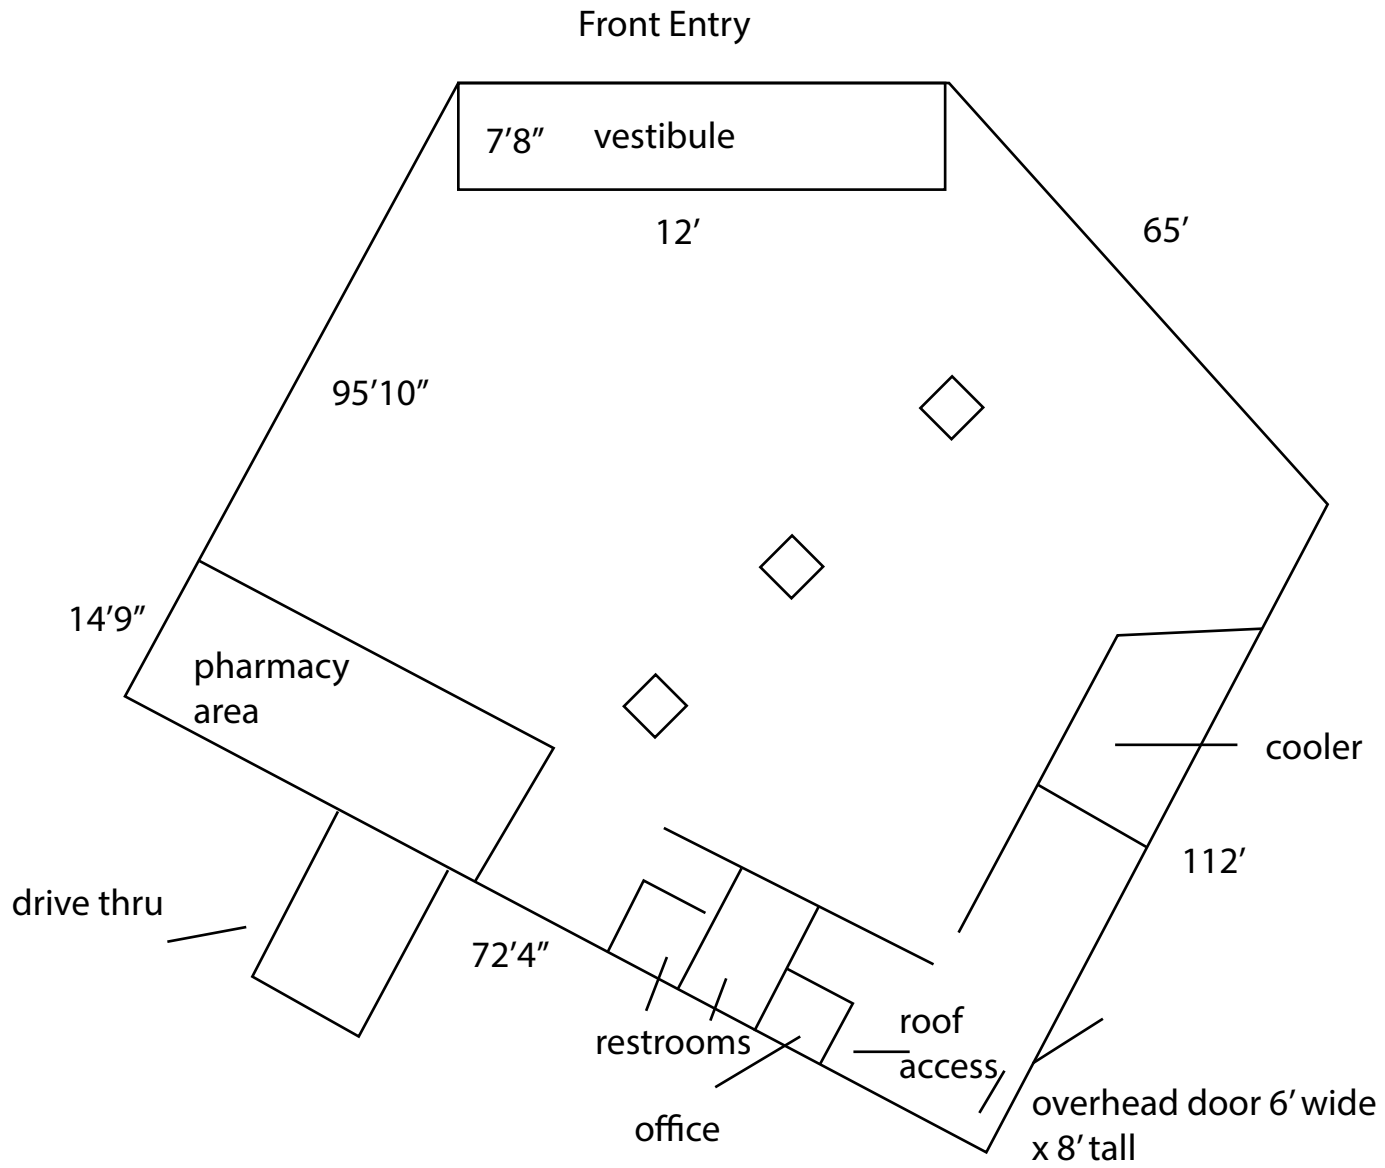 Front Entry
7’8” vestibule
12’
65’
95’10”
14’9”
pharmacy
area
cooler
112’
drive thru
72’4”
roof
access
restrooms
overhead door 6’ wide
x 8’ tall
office